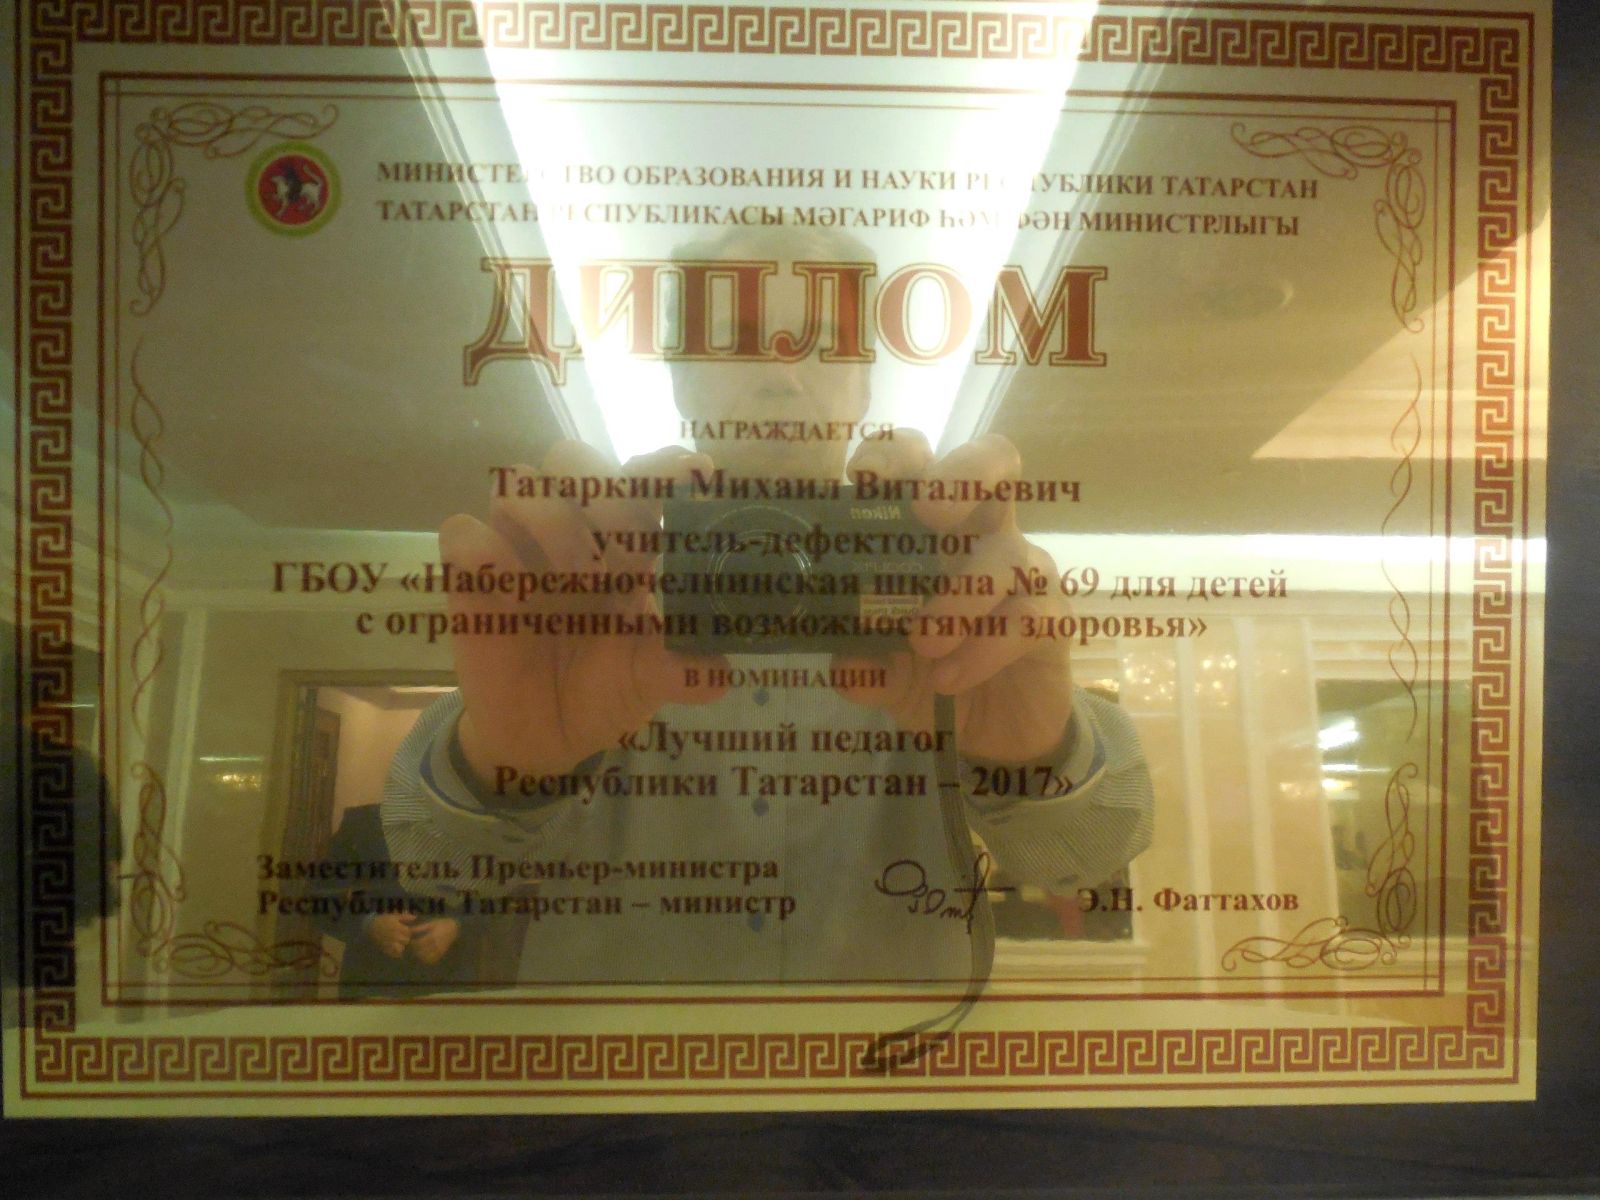 МИНИСТЕРСТВО ОБРАЗОВАНИЯ И НАУКИ РЕСПУБЛИКИ ТАТАРСТАН
ТАТАРСТАН РЕСПУБЛИКАСЫ МӘГАРИФ ҺӘМ ФӘН МИНИСТРЛЫГЫ
ДИПЛОМ
НАГРАЖДАЕТСЯ
Татаркин Михаил Витальевич
учитель-дефектолог
ГБОУ «Набережночелнинская школа № 69 для детей
с ограниченными возможностями здоровья»
В НОМИНАЦИИ
«Лучший педагог
Республики Татарстан – 2017»
Заместитель Премьер-министра
Республики Татарстан – министр
Э.Н. Фаттахов
Nikon
COOLPIX